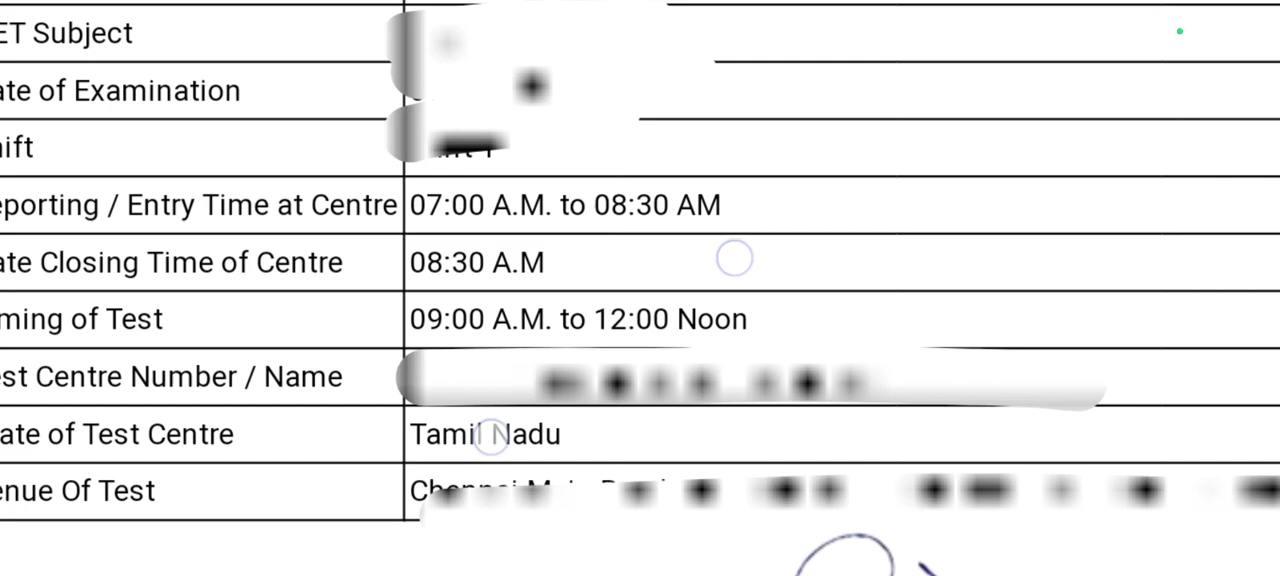 ET Subject
ate of Examination
ift
eporting / Entry Time at Centre 07:00 A.M. to 08:30 AM
ate Closing Time of Centre 08:30 A.M
ming of Test 09:00 A.M. to 12:00 Noon
est Centre Number / Name
ate of Test Centre Tamil Nadu
enue Of Test